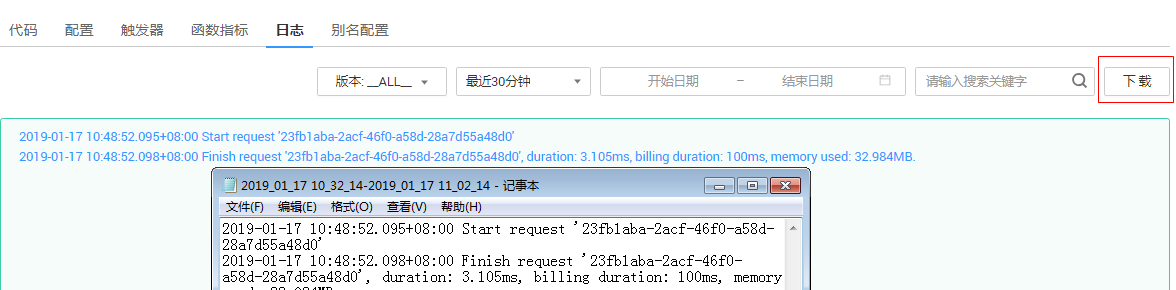 代码 配置 触发器 函数指标 日志 别名配置
版本: __ALL__ 最近30分钟 开始日期 – 结束日期 请输入搜索关键字 下载
2019-01-17 10:48:52.095+08:00 Start request '23fb1aba-2acf-46f0-a58d-28a7d55a48d0'
2019-01-17 10:48:52.098+08:00 Finish request '23fb1aba-2acf-46f0-a58d-28a7d55a48d0', duration: 3.105ms, billing duration: 100ms, memory used: 32.984MB.
2019_01_17 10_32_14-2019_01_17 11_02_14 - 记事本
文件(F) 编辑(E) 格式(O) 查看(V) 帮助(H)
2019-01-17 10:48:52.095+08:00 Start request '23fb1aba-2acf-46f0-a58d-
28a7d55a48d0'
2019-01-17 10:48:52.098+08:00 Finish request '23fb1aba-2acf-46f0-
a58d-28a7d55a48d0', duration: 3.105ms, billing duration: 100ms, memory